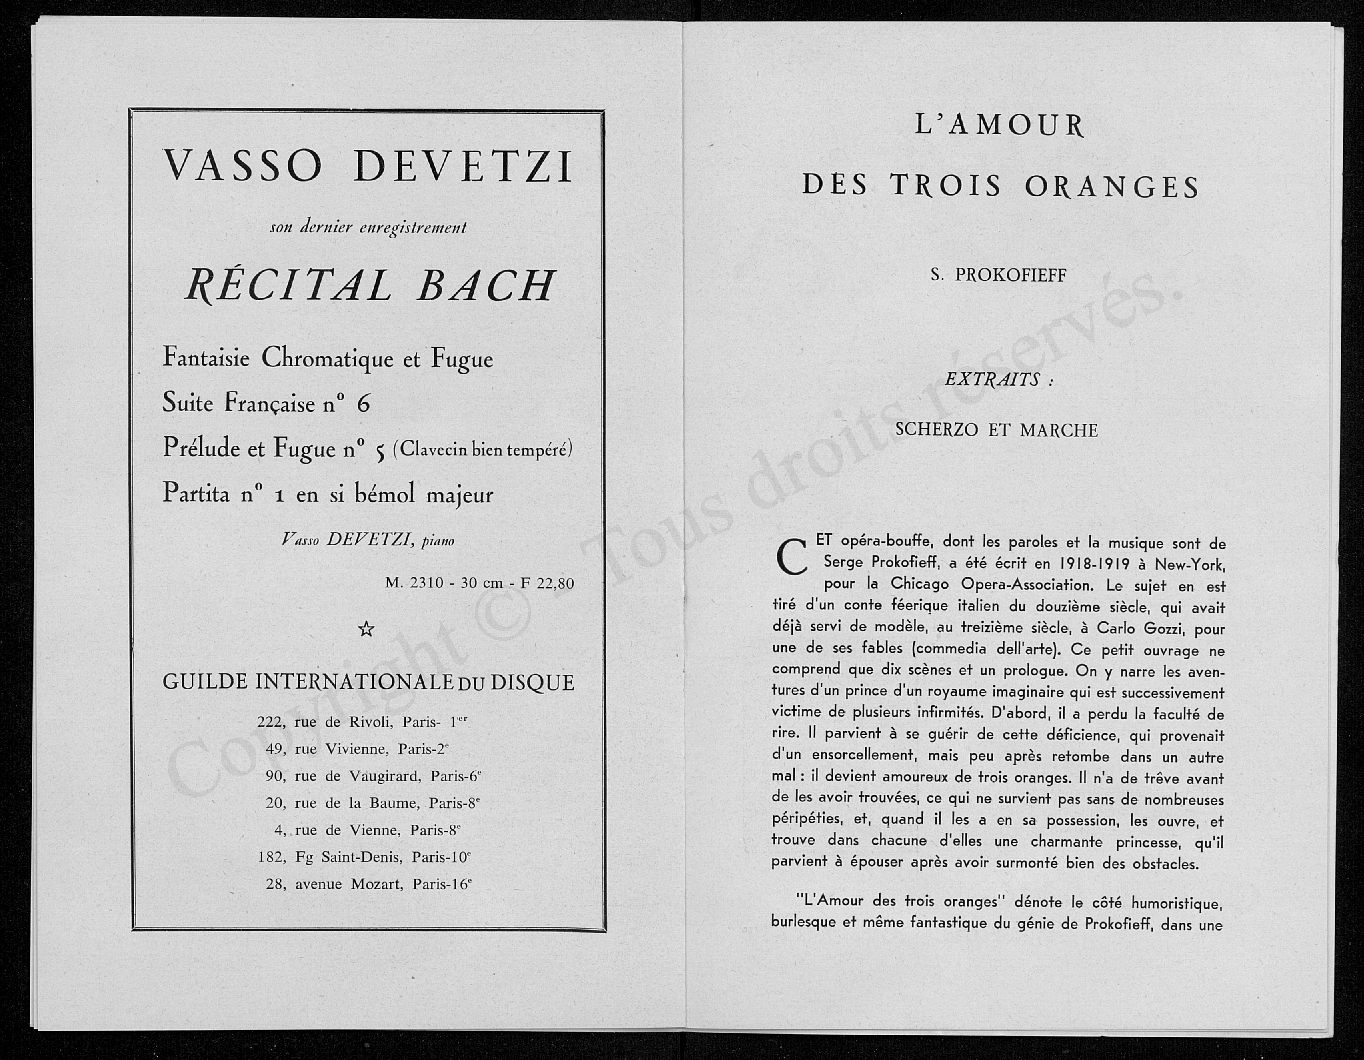 VASSO DEVETZI
son dernier enregistrement
RÉCITAL BACH
Fantaisie Chromatique et Fugue
Suite Française nº 6
Prélude et Fugue nº 5 (Clavecin bien tempéré)
Partita nº 1 en si bémol majeur
Vasso DEVETZI, piano
M. 2310 - 30 cm - F 22,80
☆
GUILDE INTERNATIONALE DU DISQUE
222, rue de Rivoli, Paris- 1er
49, rue Vivienne, Paris-2e
90, rue de Vaugirard, Paris-6e
20, rue de la Baume, Paris-8e
4, rue de Vienne, Paris-8e
182, Fg Saint-Denis, Paris-10e
28, avenue Mozart, Paris-16e
L'AMOUR
DES TROIS ORANGES
S. PROKOFIEFF
EXTRAITS :
SCHERZO ET MARCHE
CET opéra-bouffe, dont les paroles et la musique sont de
Serge Prokofieff, a été écrit en 1918-1919 à New-York,
pour la Chicago Opera-Association. Le sujet en est
tiré d'un conte féerique italien du douzième siècle, qui avait
déjà servi de modèle, au treizième siècle, à Carlo Gozzi, pour
une de ses fables (commedia dell'arte). Ce petit ouvrage ne
comprend que dix scènes et un prologue. On y narre les aven-
tures d'un prince d'un royaume imaginaire qui est successivement
victime de plusieurs infirmités. D'abord, il a perdu la faculté de
rire. Il parvient à se guérir de cette déficience, qui provenait
d'un ensorcellement, mais peu après retombe dans un autre
mal : il devient amoureux de trois oranges. Il n'a de trêve avant
de les avoir trouvées, ce qui ne survient pas sans de nombreuses
péripéties, et, quand il les a en sa possession, les ouvre, et
trouve dans chacune d'elles une charmante princesse, qu'il
parvient à épouser après avoir surmonté bien des obstacles.
"L'Amour des trois oranges" dénote le côté humoristique,
burlesque et même fantastique du génie de Prokofieff, dans une
Copyright © - Tous droits réservés.